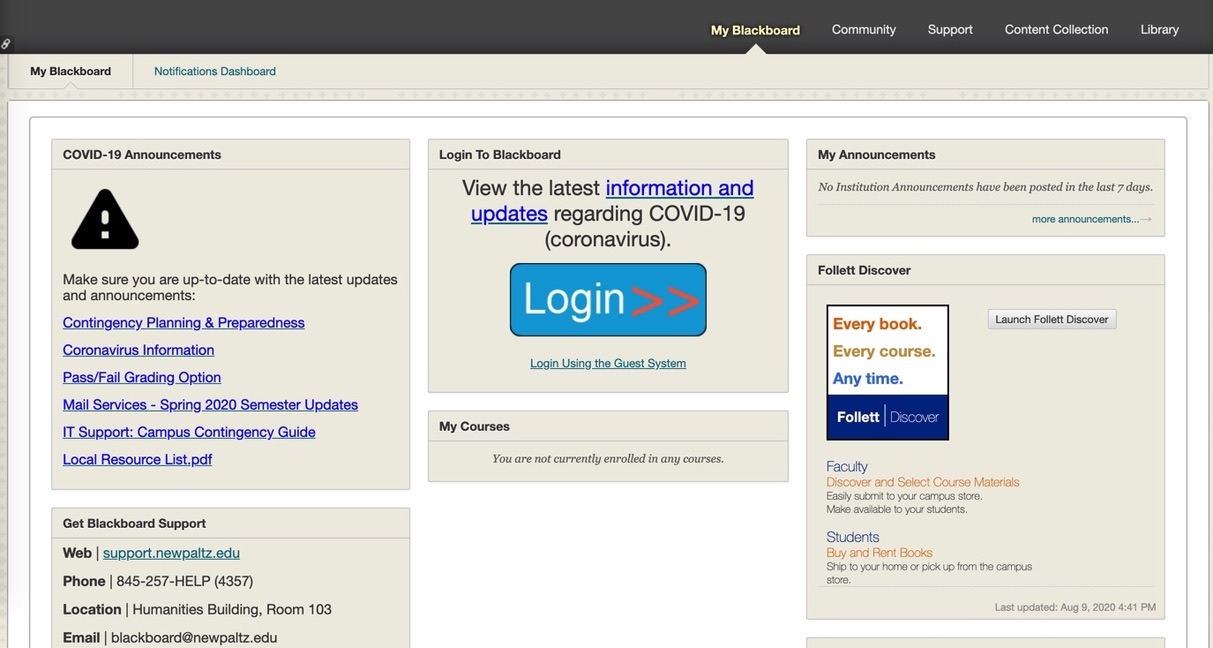 My Blackboard
Community
Support
Content Collection
Library
My Blackboard
Notifications Dashboard
COVID-19 Announcements
Make sure you are up-to-date with the latest updates
and announcements:
Contingency Planning & Preparedness
Coronavirus Information
Pass/Fail Grading Option
Mail Services - Spring 2020 Semester Updates
IT Support: Campus Contingency Guide
Local Resource List.pdf
Get Blackboard Support
Web | support.newpaltz.edu
Phone | 845-257-HELP (4357)
Location | Humanities Building, Room 103
Email | blackboard@newpaltz.edu
Login To Blackboard
View the latest information and
updates regarding COVID-19
(coronavirus).
Login >>
Login Using the Guest System
My Courses
You are not currently enrolled in any courses.
My Announcements
No Institution Announcements have been posted in the last 7 days.
more announcements...→
Follett Discover
Every book.
Every course.
Any time.
Follett | Discover
Launch Follett Discover
Faculty
Discover and Select Course Materials
Easily submit to your campus store.
Make available to your students.
Students
Buy and Rent Books
Ship to your home or pick up from the campus
store.
Last updated: Aug 9, 2020 4:41 PM